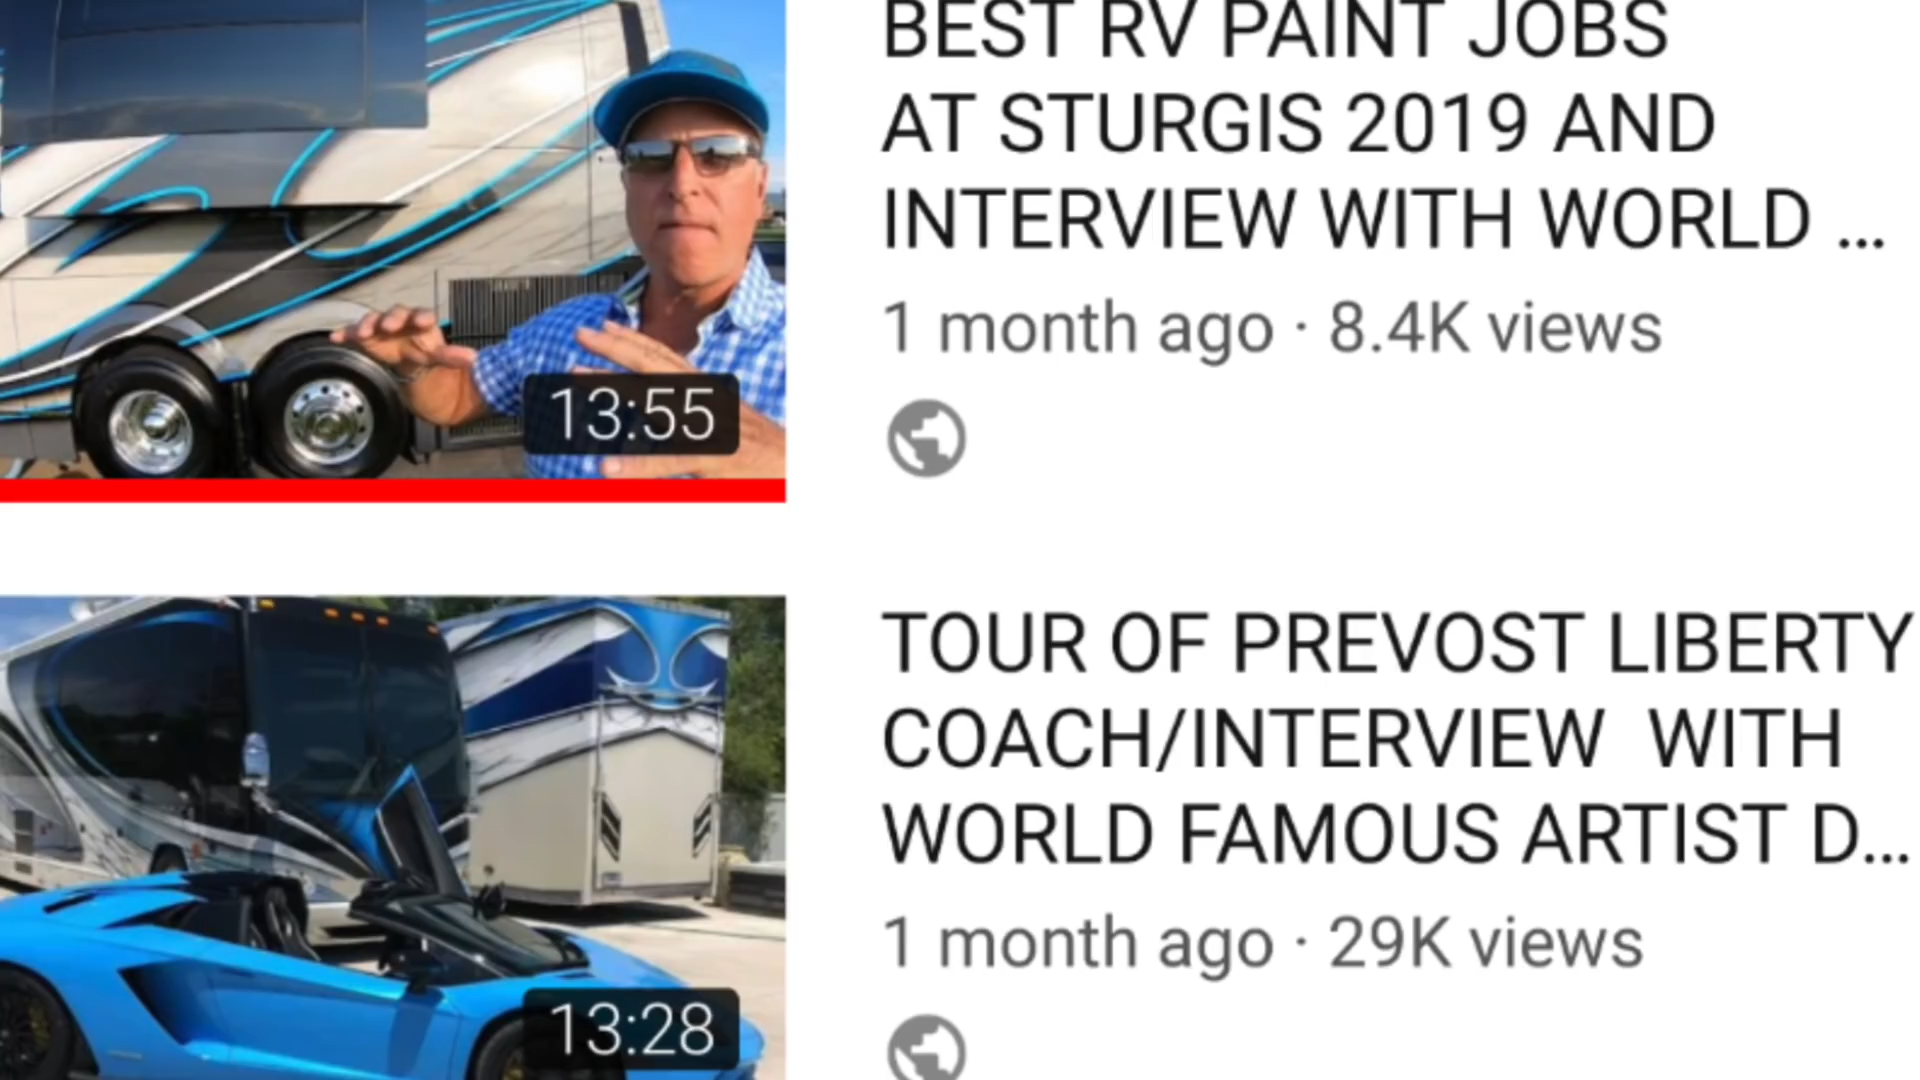 BEST RV PAINT JOBS
AT STURGIS 2019 AND
INTERVIEW WITH WORLD ...
1 month ago · 8.4K views
13:55
TOUR OF PREVOST LIBERTY
COACH/INTERVIEW  WITH
WORLD FAMOUS ARTIST D...
1 month ago · 29K views
13:28